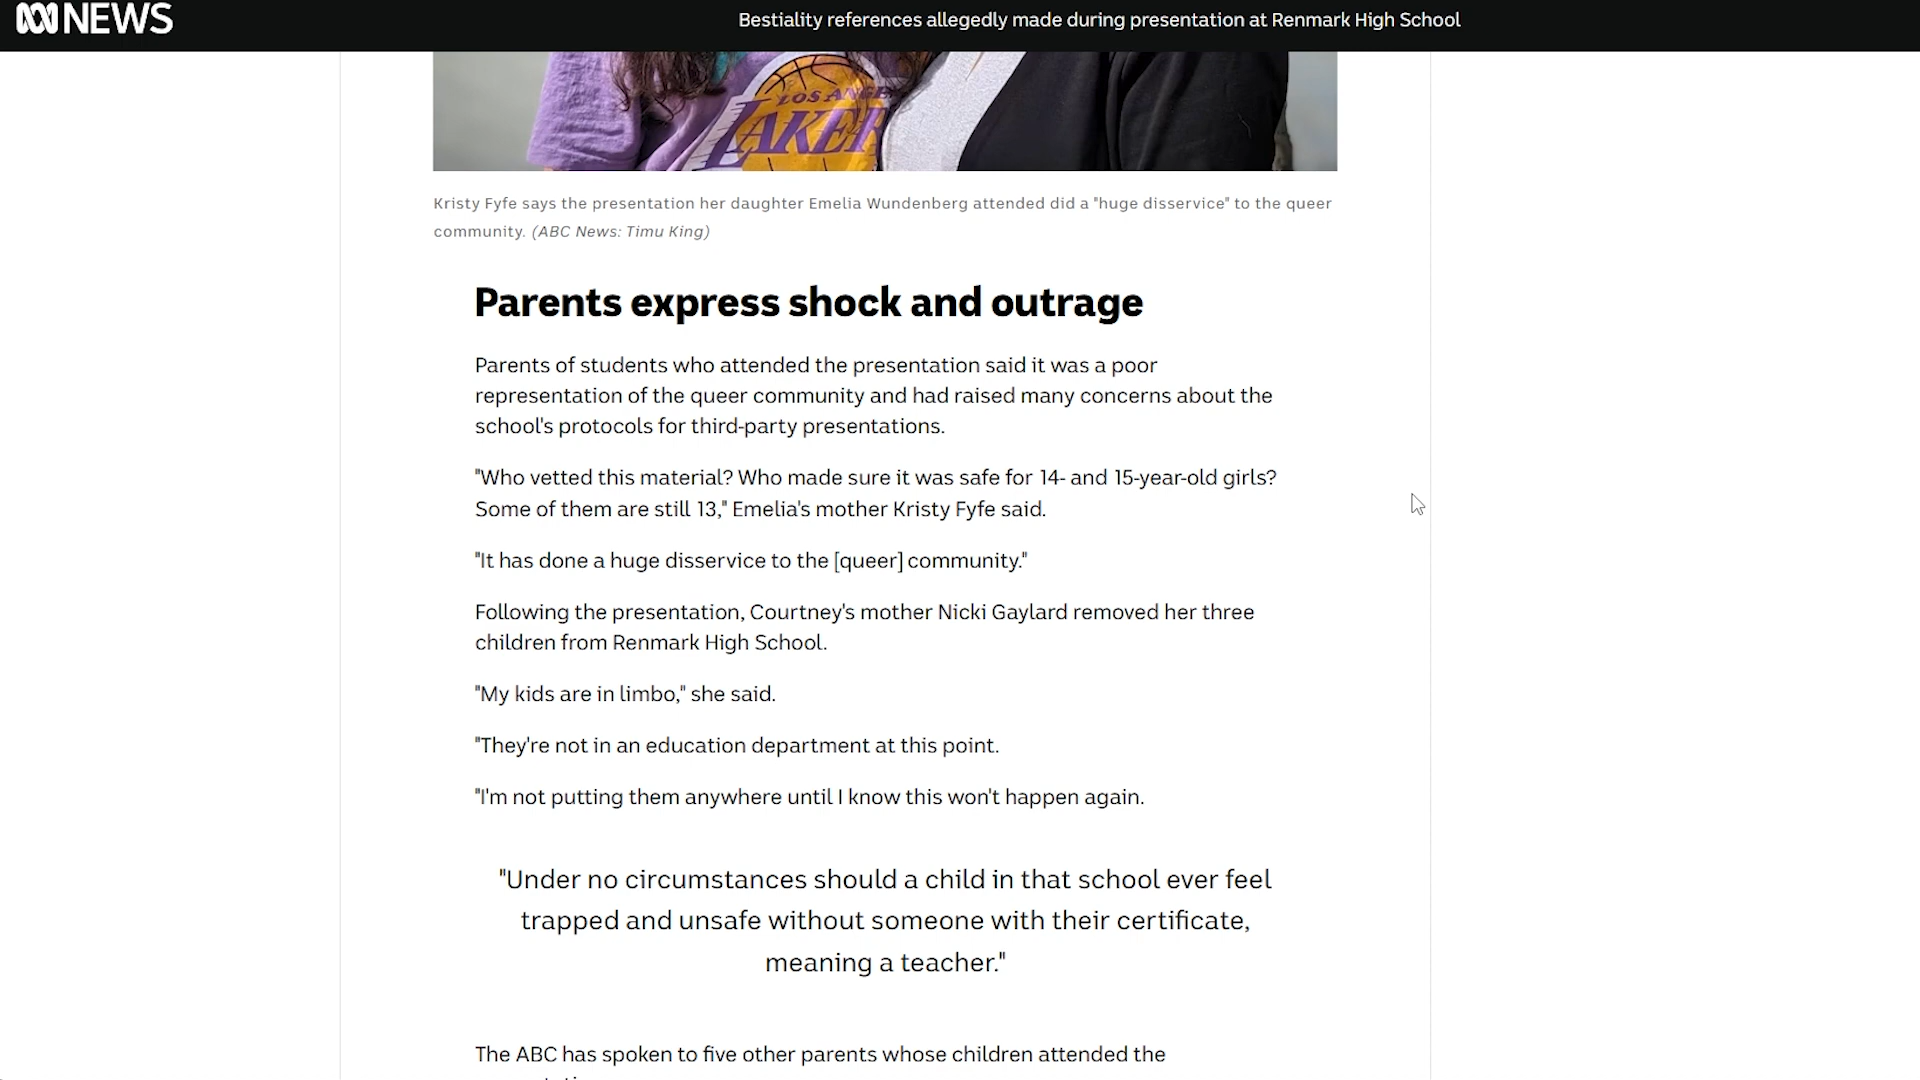 NEWS
Bestiality references allegedly made during presentation at Renmark High School
LOS ANGE
LAKER
Kristy Fyfe says the presentation her daughter Emelia Wundenberg attended did a "huge disservice" to the queer
community. (ABC News: Timu King)
Parents express shock and outrage
Parents of students who attended the presentation said it was a poor
representation of the queer community and had raised many concerns about the
school's protocols for third-party presentations.
"Who vetted this material? Who made sure it was safe for 14- and 15-year-old girls?
Some of them are still 13," Emelia's mother Kristy Fyfe said.
"It has done a huge disservice to the [queer] community."
Following the presentation, Courtney's mother Nicki Gaylard removed her three
children from Renmark High School.
"My kids are in limbo," she said.
"They're not in an education department at this point.
"I'm not putting them anywhere until I know this won't happen again.
"Under no circumstances should a child in that school ever feel
trapped and unsafe without someone with their certificate,
meaning a teacher."
The ABC has spoken to five other parents whose children attended the